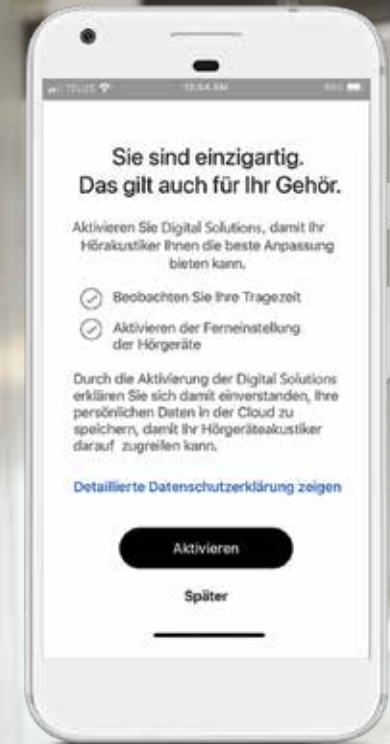 TELUS
Sie sind einzigartig.
Das gilt auch für Ihr Gehör.
Aktivieren Sie Digital Solutions, damit Ihr
Hörakustiker Ihnen die beste Anpassung
bieten kann.
Beobachten Sie Ihre Tragezeit
Aktivieren der Ferneinstellung
der Hörgeräte
Durch die Aktivierung der Digital Solutions
erklären Sie sich damit einverstanden, Ihre
persönlichen Daten in der Cloud zu
speichern, damit Ihr Hörgeräteakustiker
darauf zugreifen kann.
Detaillierte Datenschutzerklärung zeigen
Aktivieren
Später